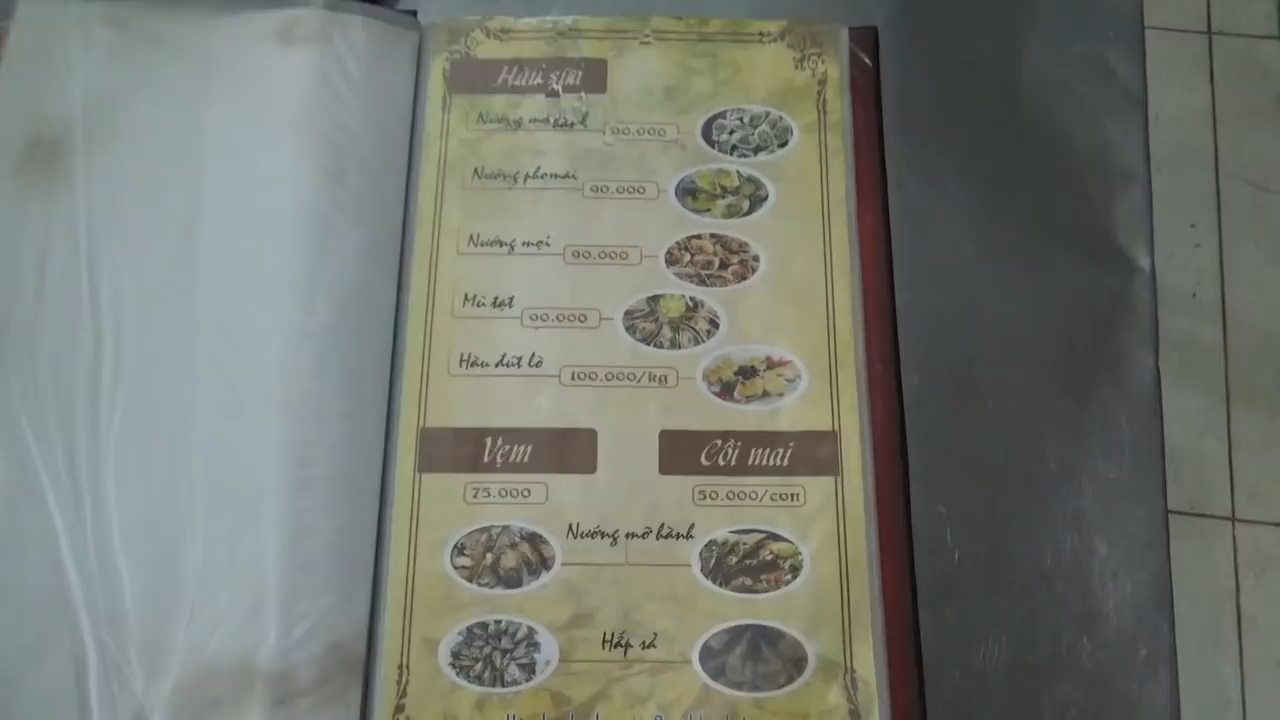 Hàu sữa
Nướng mỡ hành
90.000
Nướng phomai
90.000
Nướng mọi
90.000
Mù tạt
90.000
Hàu đút lò
100.000/kg
Vẹm
Cồi mai
75.000
50.000/con
Nướng mỡ hành
Hấp sả